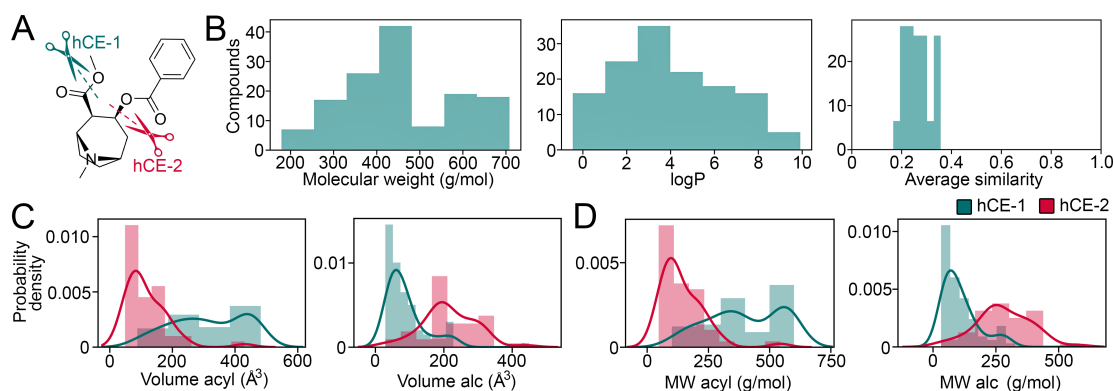 A
hCE-1
O
O
O
O
N
hCE-2
B
Compounds
40
30
20
10
0
200 300 400 500 600 700
Molecular weight (g/mol)
30
20
10
0
0 2 4 6 8 10
logP
20
10
0
0 0.2 0.4 0.6 0.8 1.0
Average similarity
C
Probability
density
0.010
0.005
0
0 200 400 600
Volume acyl (Å³)
0.01
0
0 200 400
Volume alc (Å³)
D
hCE-1 hCE-2
0.005
0
0 250 500 750
MW acyl (g/mol)
0.010
0.005
0
0 250 500
MW alc (g/mol)